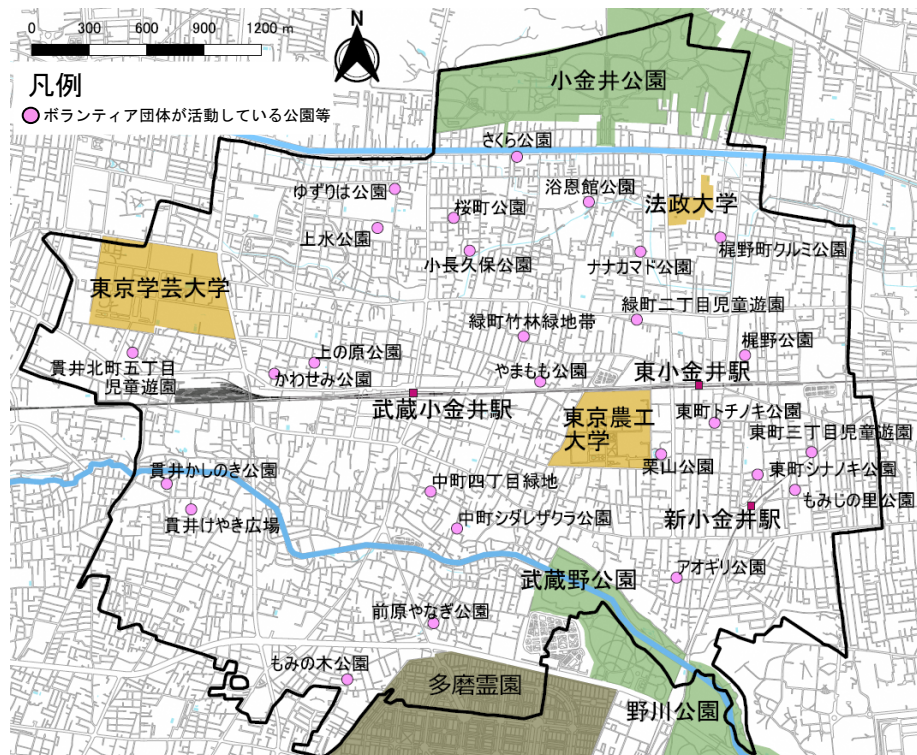 N
0 300 600 900 1200 m
凡例
ボランティア団体が活動している公園等
小金井公園
さくら公園
ゆずりは公園
浴恩館公園
桜町公園
法政大学
上水公園
小長久保公園
ナナカマド公園
梶野町クルミ公園
東京学芸大学
緑町二丁目児童遊園
緑町竹林緑地帯
梶野公園
上の原公園
貫井北町五丁目
児童遊園
かわせみ公園
やまもも公園
東小金井駅
武蔵小金井駅
東京農工
大学
東町トチノキ公園
東町三丁目児童遊園
栗山公園
東町シナノキ公園
貫井かしのき公園
中町四丁目緑地
もみじの里公園
貫井けやき広場
中町シダレザクラ公園
新小金井駅
武蔵野公園
アオギリ公園
前原やなぎ公園
もみの木公園
多磨霊園
野川公園